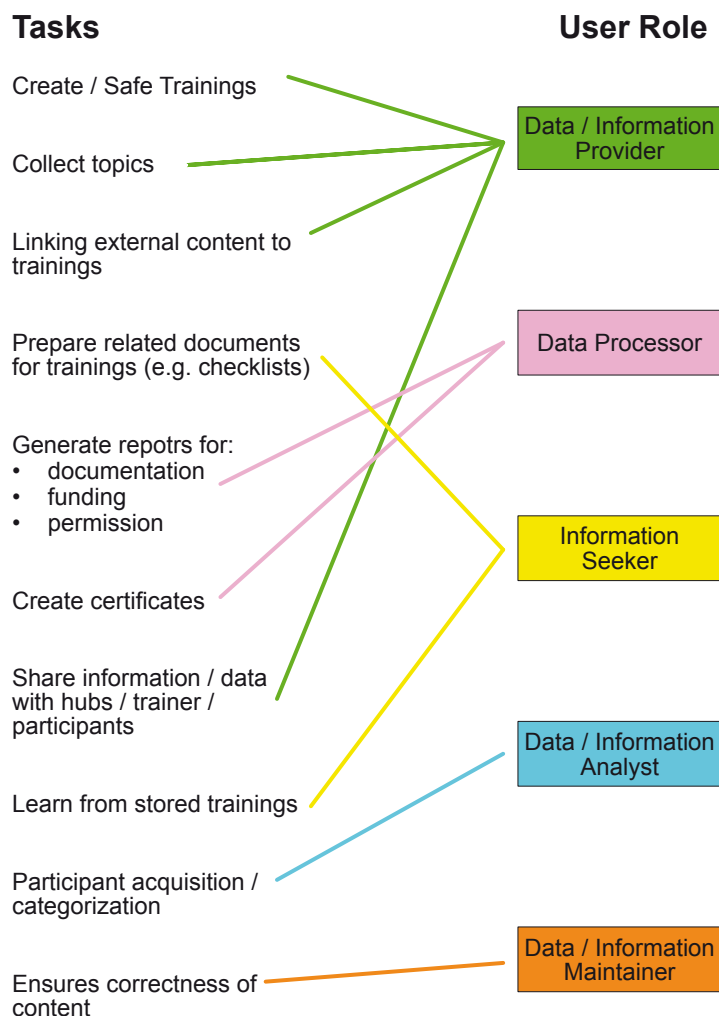 Tasks
User Role
Create / Safe Trainings
Data / Information
Provider
Collect topics
Linking external content to
trainings
Prepare related documents
for trainings (e.g. checklists)
Data Processor
Generate repotrs for:
• documentation
• funding
• permission
Information
Seeker
Create certificates
Share information / data
with hubs / trainer /
participants
Data / Information
Analyst
Learn from stored trainings
Participant acquisition /
categorization
Data / Information
Maintainer
Ensures correctness of
content